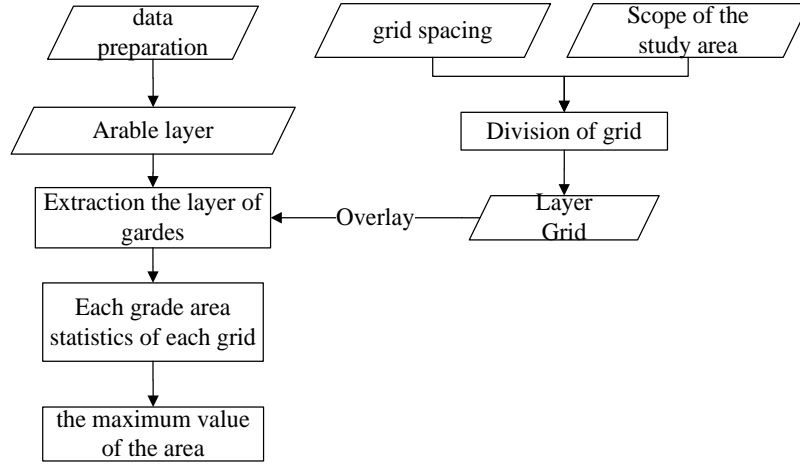 data
preparation
grid spacing
Scope of the
study area
Arable layer
Division of grid
Extraction the layer of
gardes
Overlay
Layer
Grid
Each grade area
statistics of each grid
the maximum value
of the area